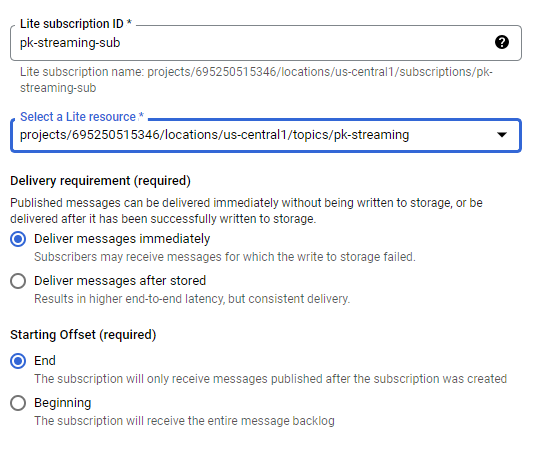 Lite subscription ID *
pk-streaming-sub
?
Lite subscription name: projects/695250515346/locations/us-central1/subscriptions/pk-
streaming-sub
Select a Lite resource *
projects/695250515346/locations/us-central1/topics/pk-streaming
Delivery requirement (required)
Published messages can be delivered immediately without being written to storage, or be
delivered after it has been successfully written to storage.
Deliver messages immediately
Subscribers may receive messages for which the write to storage failed.
Deliver messages after stored
Results in higher end-to-end latency, but consistent delivery.
Starting Offset (required)
End
The subscription will only receive messages published after the subscription was created
Beginning
The subscription will receive the entire message backlog